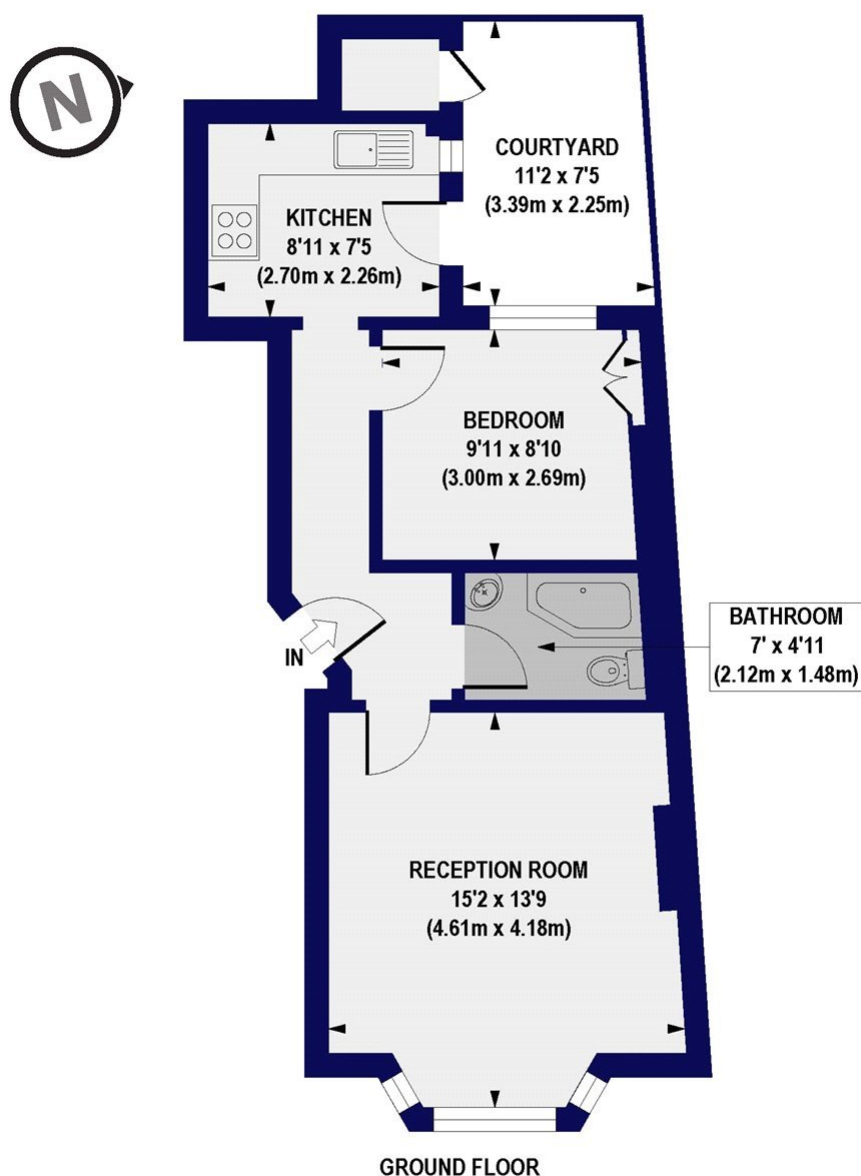 N
COURTYARD
11'2 x 7'5
(3.39m x 2.25m)
KITCHEN
8'11 x 7'5
(2.70m x 2.26m)
BEDROOM
9'11 x 8'10
(3.00m x 2.69m)
BATHROOM
7' x 4'11
(2.12m x 1.48m)
IN
RECEPTION ROOM
15'2 x 13'9
(4.61m x 4.18m)
GROUND FLOOR